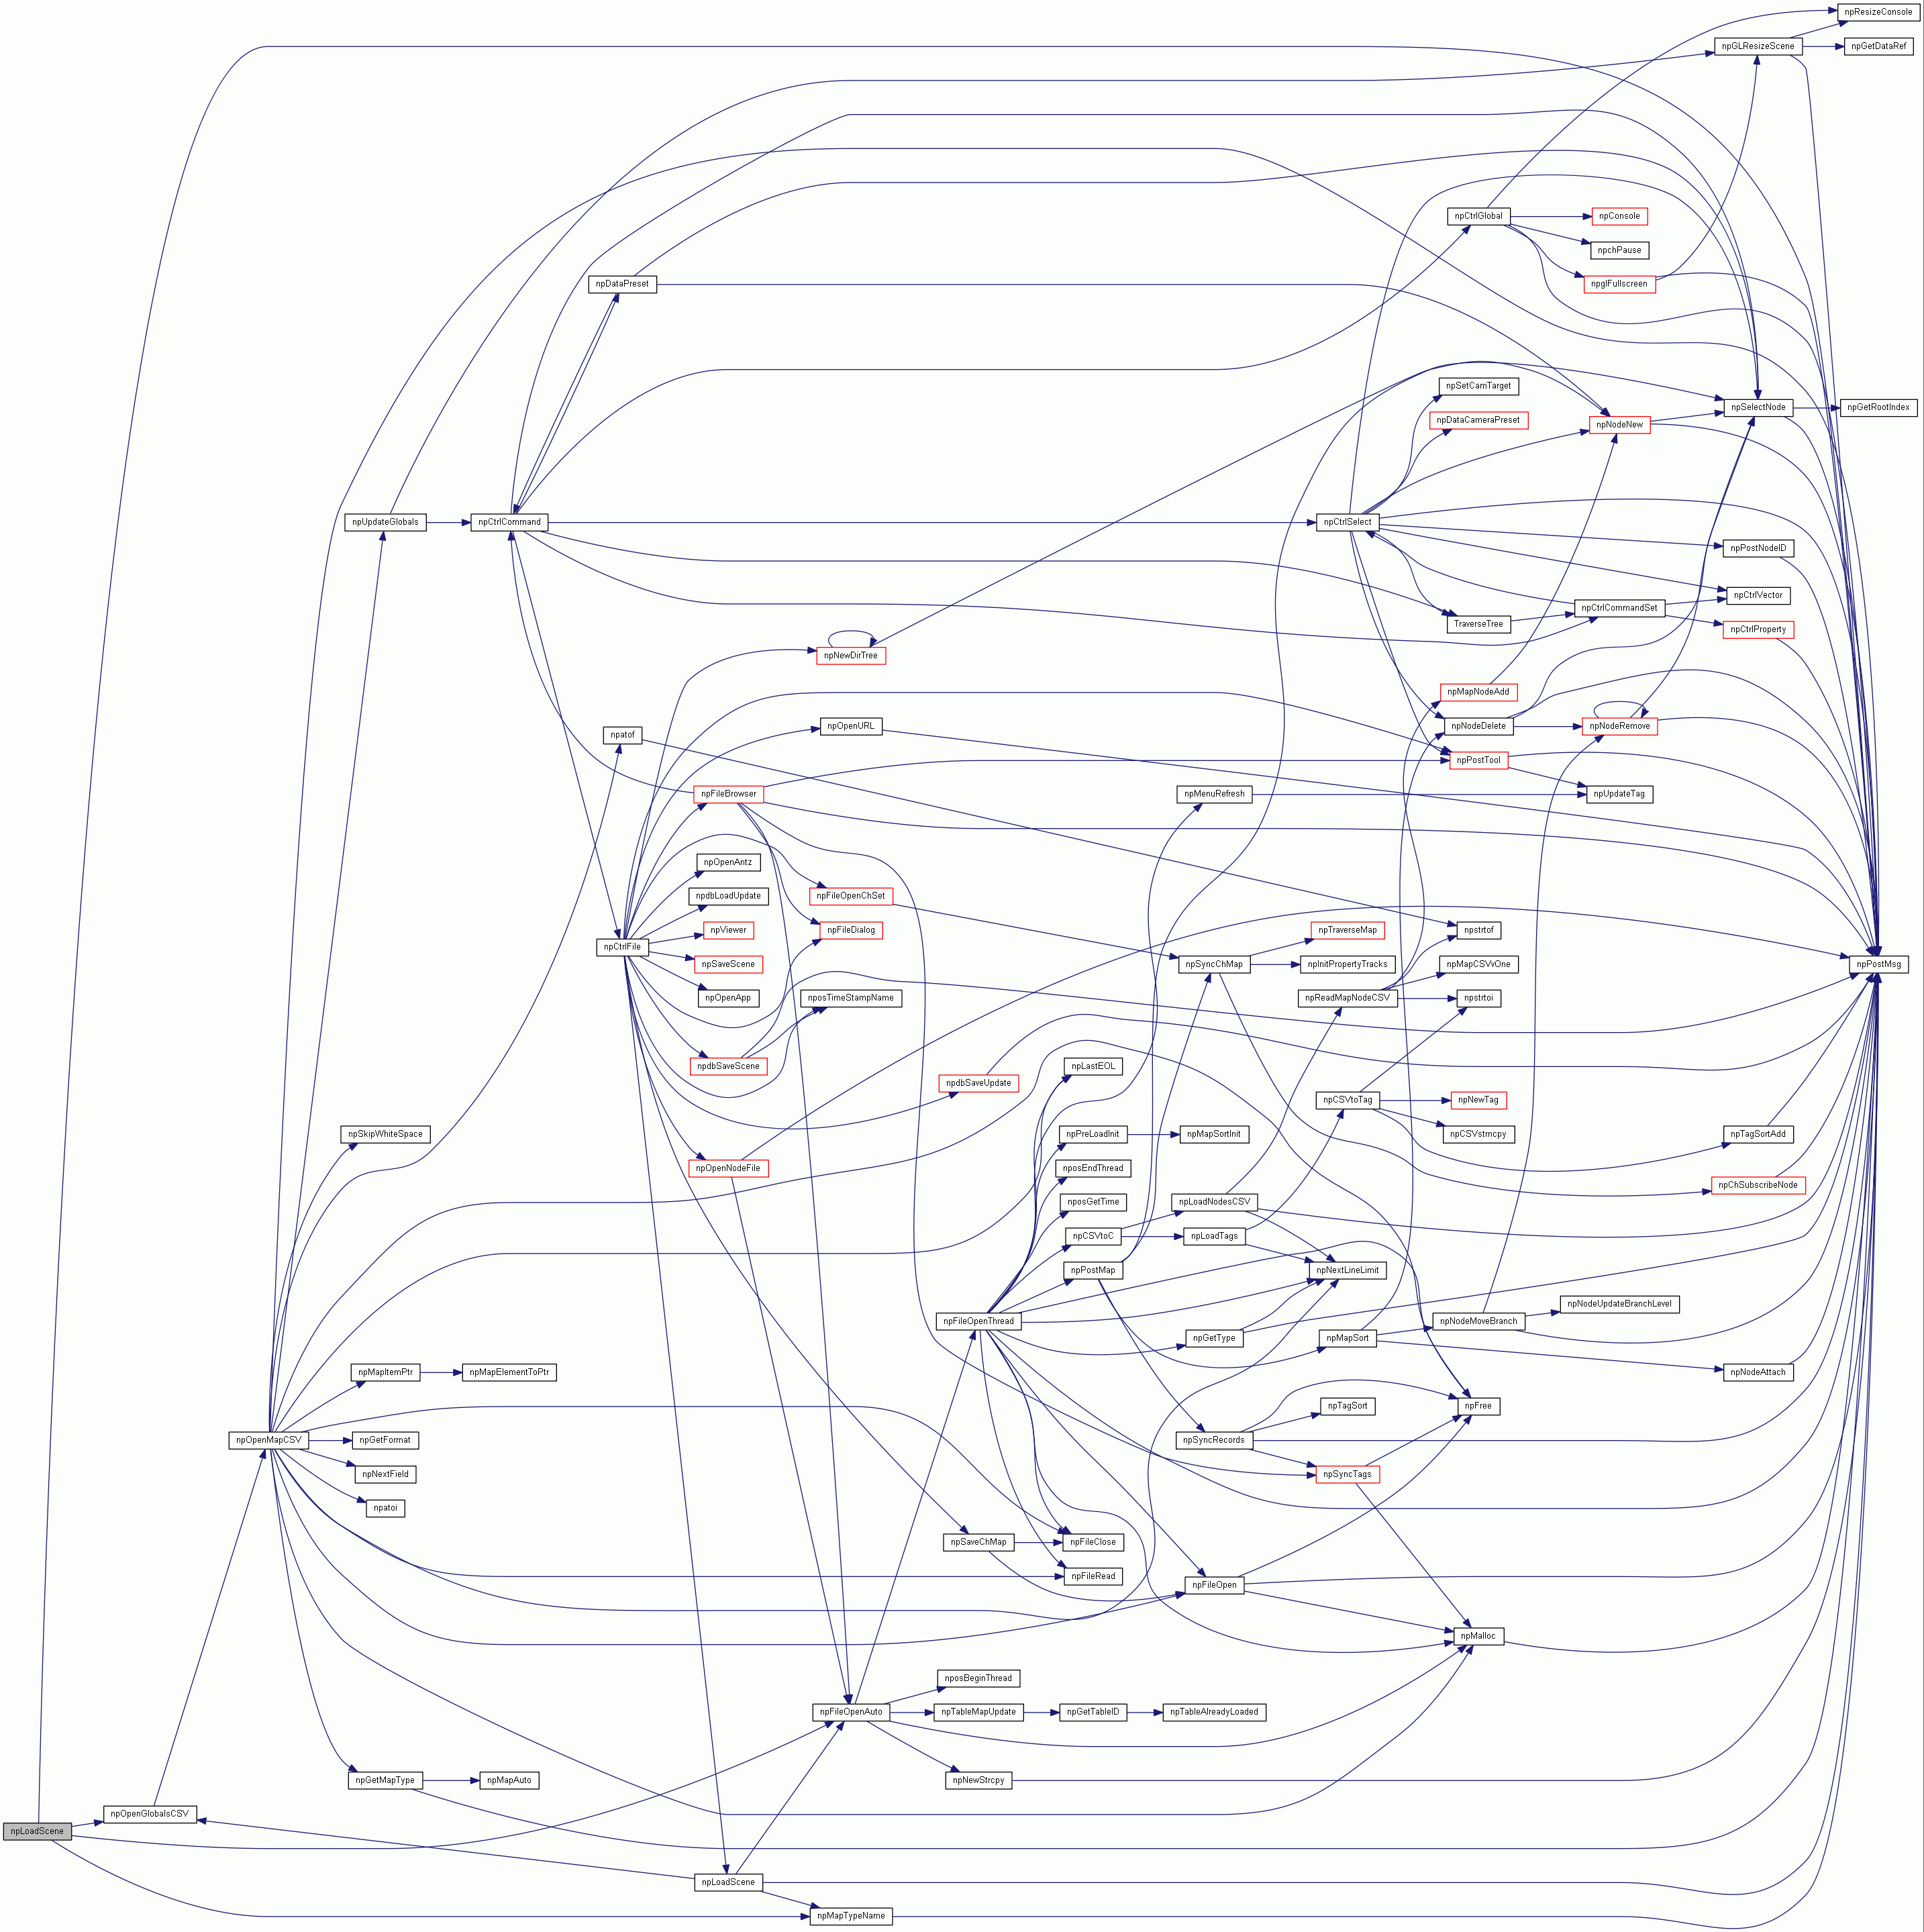 npResizeConsole
npGLResizeScene
npGetDataRef
npCtrlGlobal
npConsole
npchPause
npDataPreset
npglFullscreen
npSetCamTarget
npSelectNode
npGetRootIndex
npDataCameraPreset
npNodeNew
npUpdateGlobals
npCtrlCommand
npCtrlSelect
npPostNodeID
npCtrlVector
npCtrlCommandSet
TraverseTree
npCtrlProperty
npNewDirTree
npMapNodeAdd
npOpenURL
npNodeDelete
npNodeRemove
npatof
npPostTool
npFileBrowser
npMenuRefresh
npUpdateTag
npOpenAntz
npdbLoadUpdate
npFileOpenChSet
npViewer
npFileDialog
npTraverseMap
npstrtof
npCtrlFile
npSaveScene
npSyncChMap
npInitPropertyTracks
npMapCSVvOne
npPostMsg
npOpenApp
nposTimeStampName
npReadMapNodeCSV
npstrtoi
npdbSaveScene
npLastEOL
npdbSaveUpdate
npCSVtoTag
npNewTag
npSkipWhiteSpace
npPreLoadInit
npMapSortInit
npCSVstrncpy
npTagSortAdd
npOpenNodeFile
nposEndThread
npChSubscribeNode
nposGetTime
npLoadNodesCSV
npCSVtoC
npLoadTags
npPostMap
npNextLineLimit
npNodeUpdateBranchLevel
npFileOpenThread
npNodeMoveBranch
npGetType
npMapSort
npMapItemPtr
npMapElementToPtr
npNodeAttach
npTagSort
npFree
npOpenMapCSV
npGetFormat
npSyncRecords
npNextField
npSyncTags
npatoi
npSaveChMap
npFileClose
npFileRead
npFileOpen
npMalloc
nposBeginThread
npFileOpenAuto
npTableMapUpdate
npGetTableID
npTableAlreadyLoaded
npGetMapType
npMapAuto
npNewStrcpy
npOpenGlobalsCSV
npLoadScene
npLoadScene
npMapTypeName